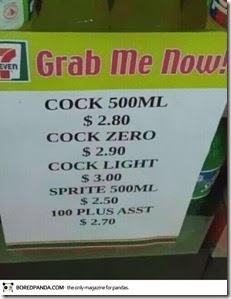 7
EVEN
Grab Me Now!
COCK 500ML
$ 2.80
COCK ZERO
$ 2.90
COCK LIGHT
$ 3.00
SPRITE 500ML
$ 2.50
100 PLUS ASST
$ 2.70
BOREDPANDA.COM - the only magazine for pandas.